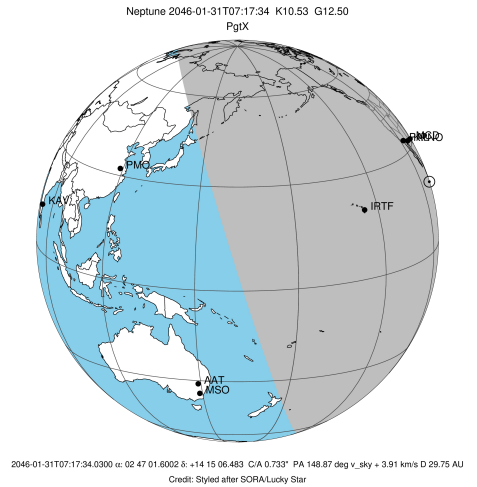 Neptune 2046-01-31T07:17:34  K10.53  G12.50
PgtX
PMO
KAV
IRTF
AAT
MSO
2046-01-31T07:17:34.0300 α: 02 47 01.6002 δ: +14 15 06.483  C/A 0.733"  PA 148.87 deg v_sky + 3.91 km/s D 29.75 AU
Credit: Styled after SORA/Lucky Star